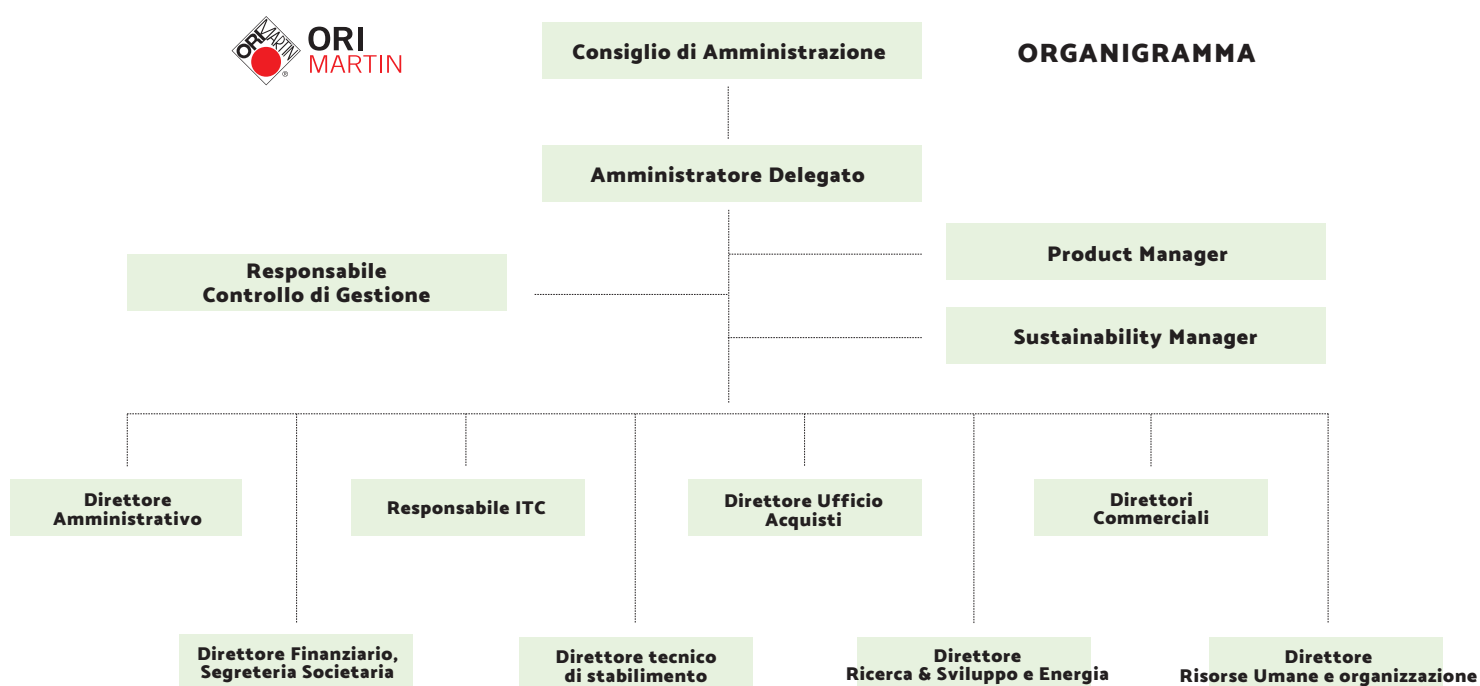 ORI MARTIN
®
ORI
MARTIN
Consiglio di Amministrazione
ORGANIGRAMMA
Amministratore Delegato
Product Manager
Responsabile
Controllo di Gestione
Sustainability Manager
Direttore
Amministrativo
Responsabile ITC
Direttore Ufficio
Acquisti
Direttori
Commerciali
Direttore Finanziario,
Segreteria Societaria
Direttore tecnico
di stabilimento
Direttore
Ricerca & Sviluppo e Energia
Direttore
Risorse Umane e organizzazione